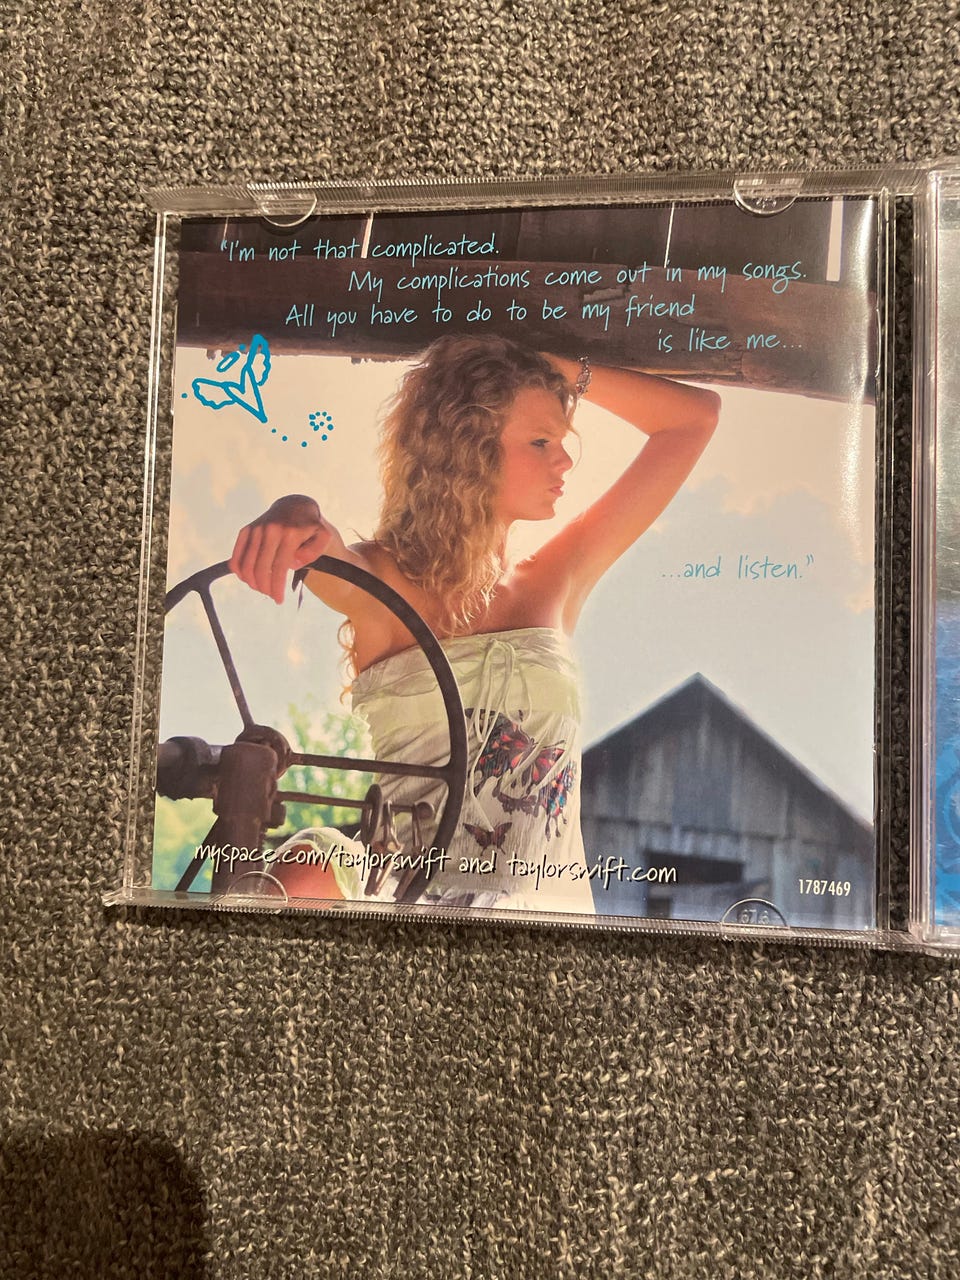 "I'm not that complicated.
My complications come out in my songs.
All you have to do to be my friend
is like me...
...and listen."
myspace.com/taylorswift and taylorswift.com
1787469